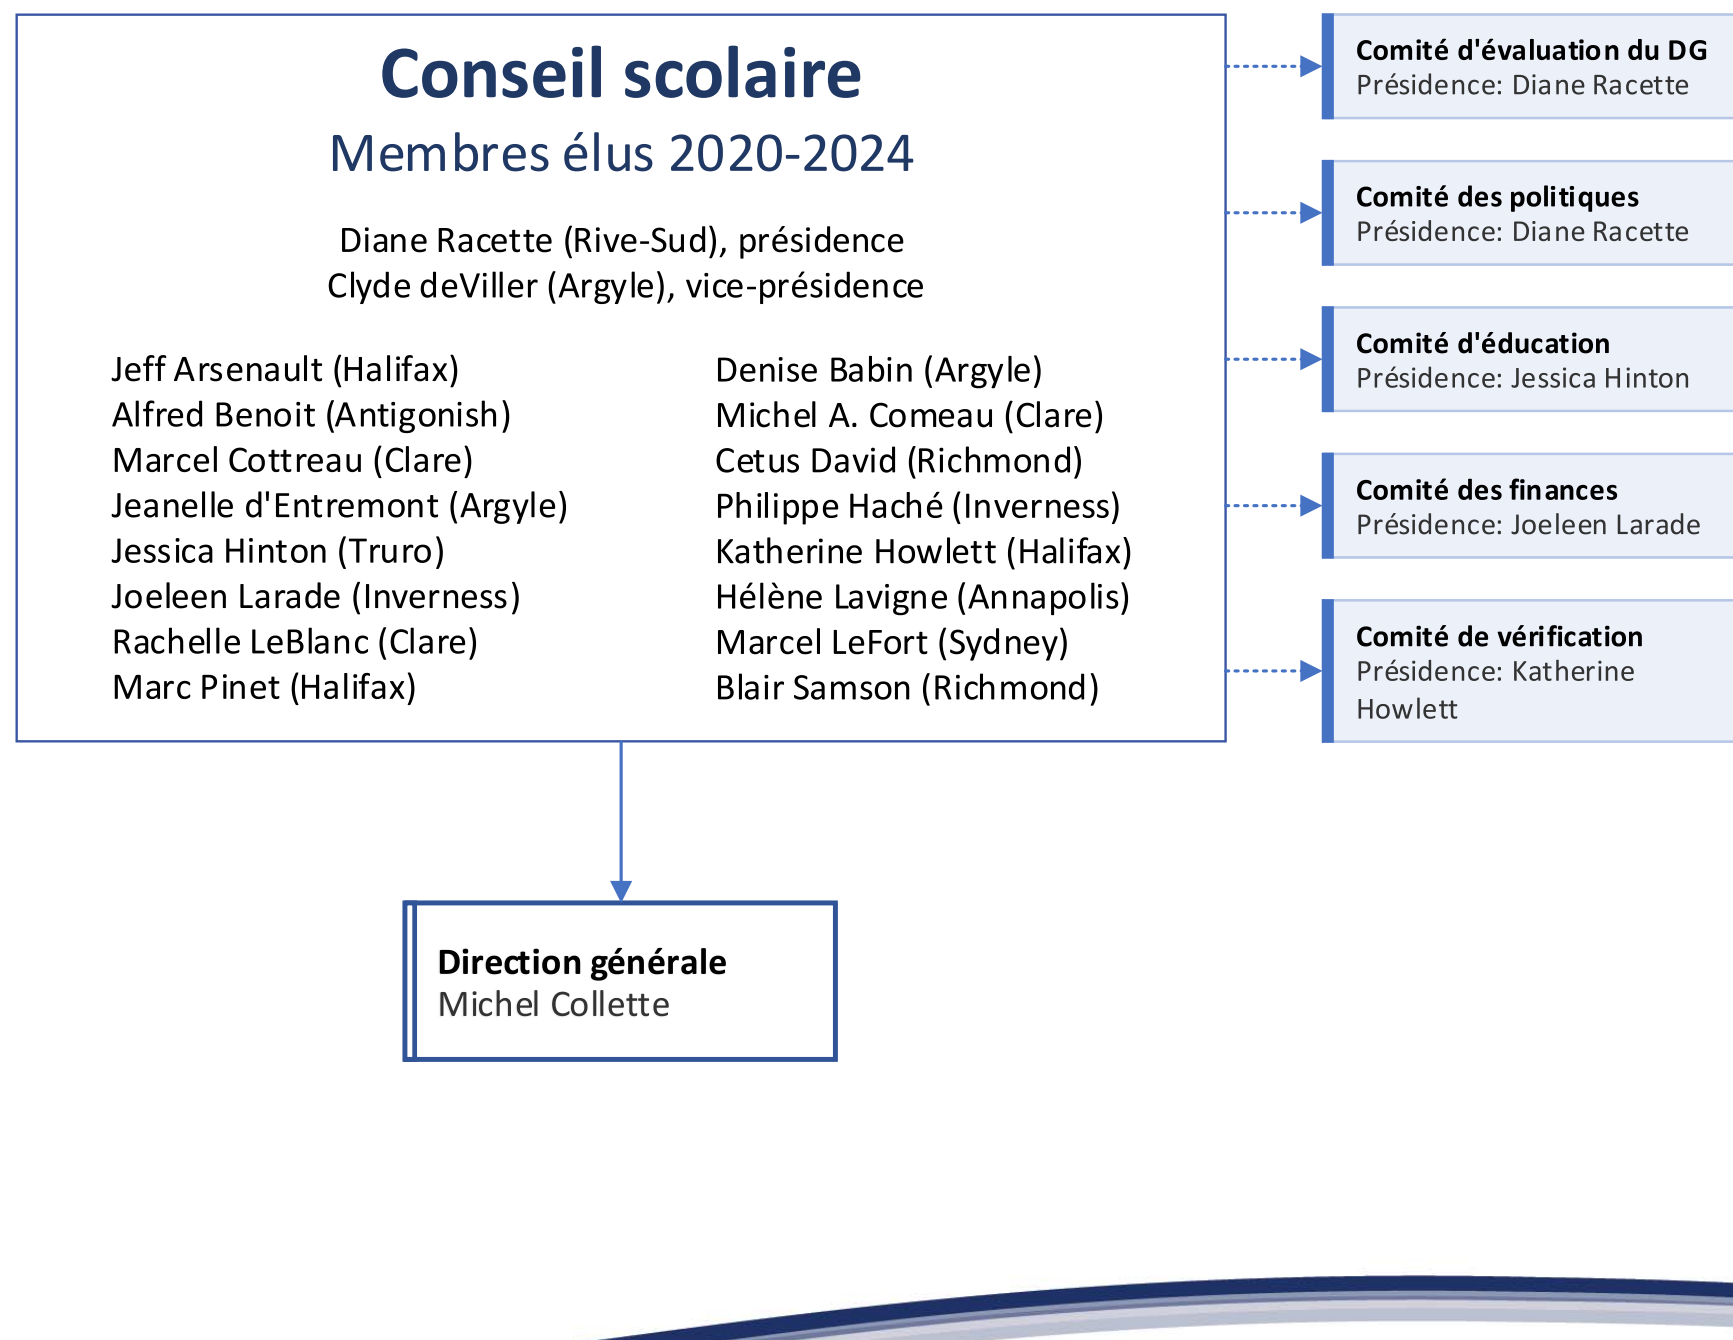 Conseil scolaire
Membres élus 2020-2024
Diane Racette (Rive-Sud), présidence
Clyde deViller (Argyle), vice-présidence
Jeff Arsenault (Halifax)
Alfred Benoit (Antigonish)
Marcel Cottreau (Clare)
Jeanelle d'Entremont (Argyle)
Jessica Hinton (Truro)
Joeleen Larade (Inverness)
Rachelle LeBlanc (Clare)
Marc Pinet (Halifax)
Denise Babin (Argyle)
Michel A. Comeau (Clare)
Cetus David (Richmond)
Philippe Haché (Inverness)
Katherine Howlett (Halifax)
Hélène Lavigne (Annapolis)
Marcel LeFort (Sydney)
Blair Samson (Richmond)
Comité d'évaluation du DG
Présidence: Diane Racette
Comité des politiques
Présidence: Diane Racette
Comité d'éducation
Présidence: Jessica Hinton
Comité des finances
Présidence: Joeleen Larade
Comité de vérification
Présidence: Katherine
Howlett
Direction générale
Michel Collette